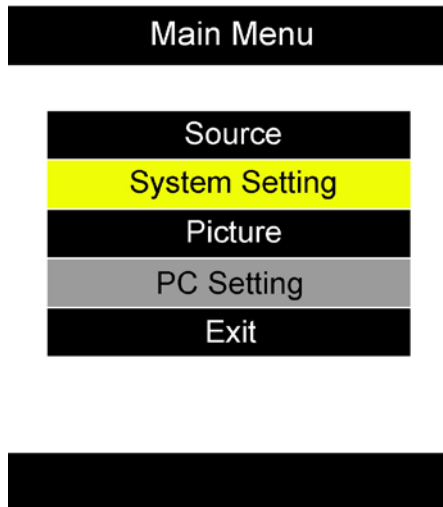 Main Menu
Source
System Setting
Picture
PC Setting
Exit